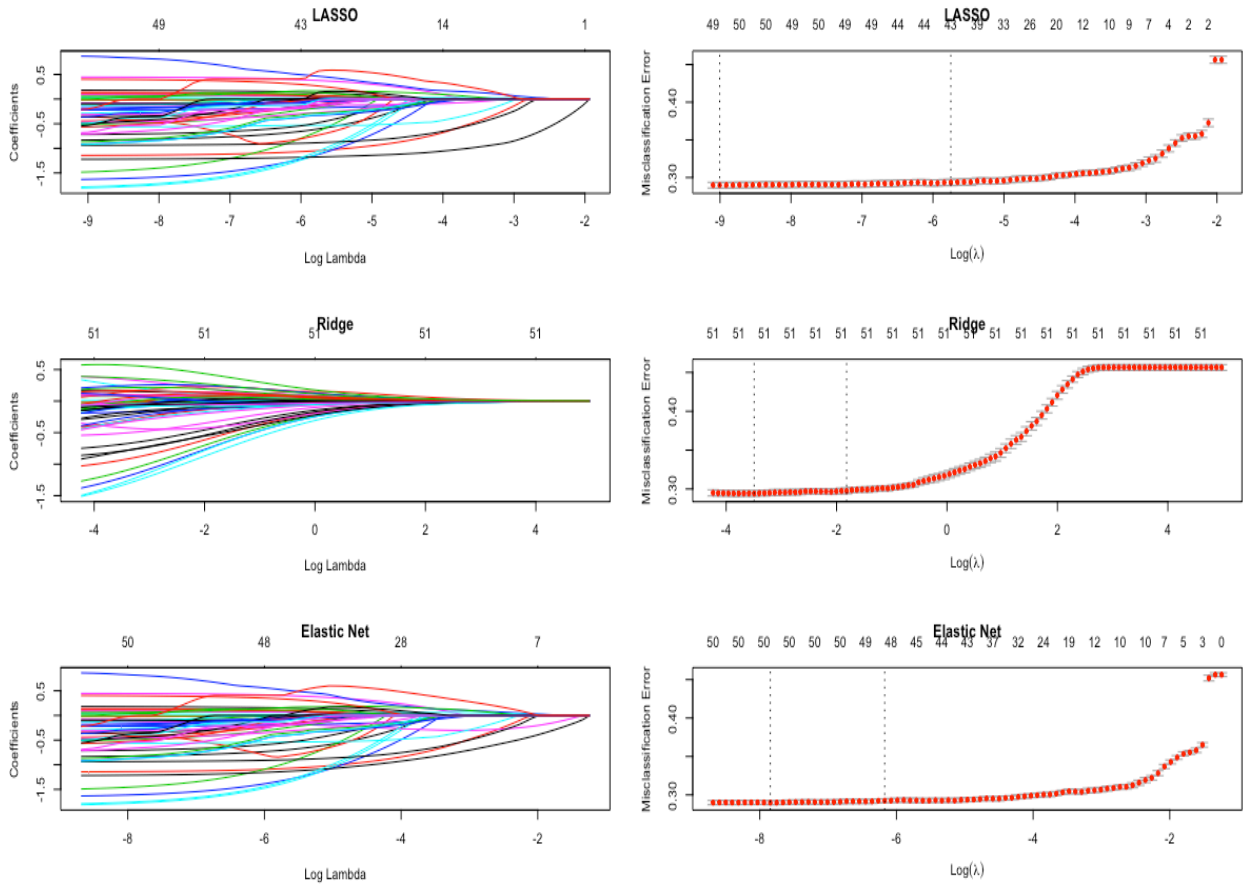 LASSO
49 43 14 1
Coefficients
0.5
-0.5
-1.5
-9 -8 -7 -6 -5 -4 -3 -2
Log Lambda
LASSO
49 50 50 49 50 49 49 44 44 43 39 33 26 20 12 10 9 7 4 2 2
Misclassification Error
0.40
0.30
-9 -8 -7 -6 -5 -4 -3 -2
Log(λ)
Ridge
51 51 51 51 51
Coefficients
0.5
-0.5
-1.5
-4 -2 0 2 4
Log Lambda
Ridge
51 51 51 51 51 51 51 51 51 51 51 51 51 51 51 51 51 51 51 51
Misclassification Error
0.40
0.30
-4 -2 0 2 4
Log(λ)
Elastic Net
50 48 28 7
Coefficients
0.5
-0.5
-1.5
-8 -6 -4 -2
Log Lambda
Elastic Net
50 50 50 50 50 50 49 48 45 44 43 37 32 24 19 12 10 10 7 5 3 0
Misclassification Error
0.40
0.30
-8 -6 -4 -2
Log(λ)